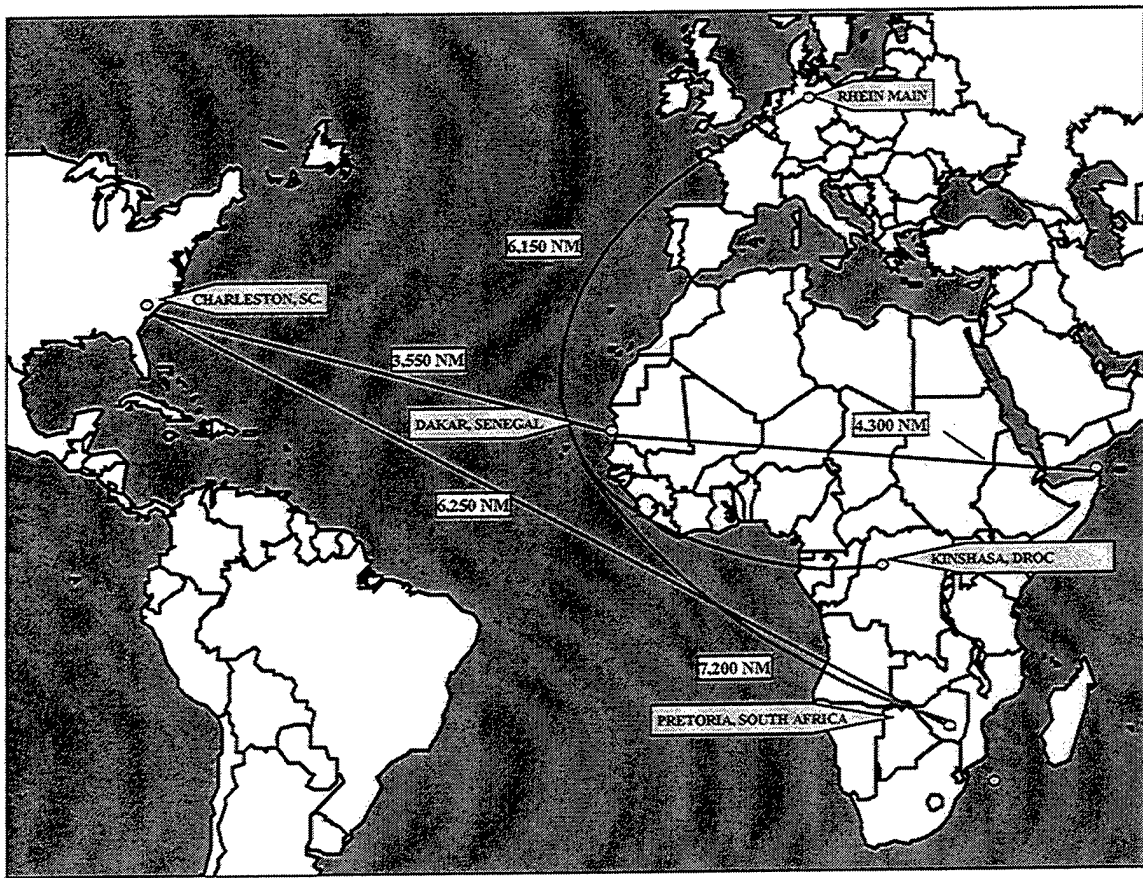 RHEIN MAIN
6.150 NM
CHARLESTON, SC.
3.550 NM
DAKAR, SENEGAL
4.300 NM
6.250 NM
KINSHASA, DROC
7.200 NM
PRETORIA, SOUTH AFRICA